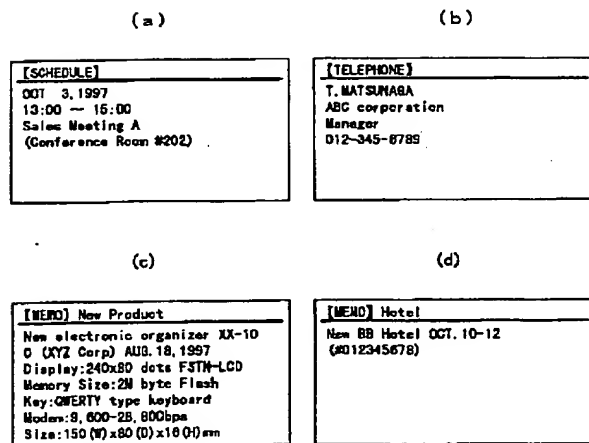 (a)
[SCHEDULE]
OCT 3, 1997
13:00 ~ 15:00
Sales Meeting A
(Conference Room #202)
(b)
[TELEPHONE]
T. MATSUNAGA
ABC corporation
Manager
012-345-6789
(c)
[MEMO] New Product
New electronic organizer XX-10
0 (XYZ Corp) AUG. 18, 1997
Display:240x80 dots FSTN-LCD
Memory Size:2M byte Flash
Key:QWERTY type keyboard
Modem:9,600-28,800bps
Size:150(W)x80(D)x16(H)mm
(d)
[MEMO] Hotel
New BB Hotel OCT. 10-12
(#012345678)